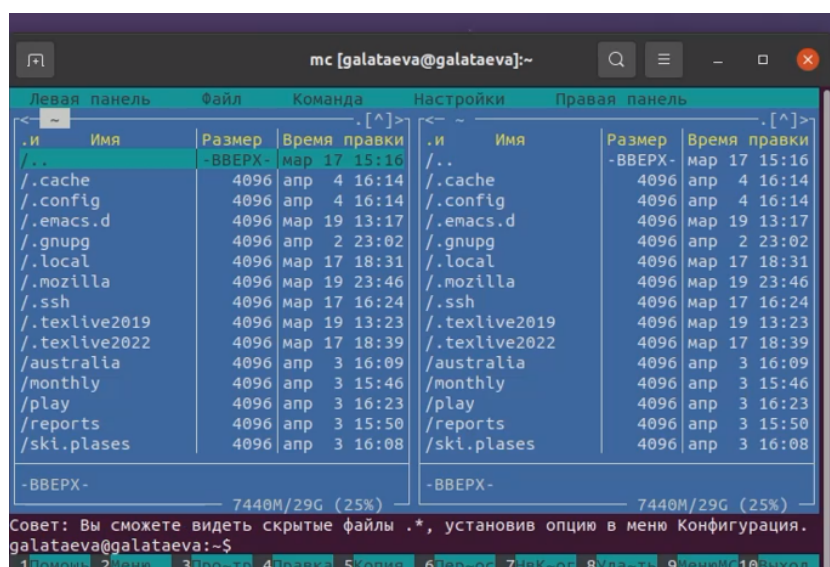 mc [galataeva@galataeva]:~
Левая панель Файл Команда Настройки Правая панель
<─ ~ .[^]> <─ ~ .[^]>
.и Имя Размер Время правки .и Имя Размер Время правки
/.. -ВВЕРХ- мар 17 15:16 /.. -ВВЕРХ- мар 17 15:16
/.cache 4096 апр 4 16:14 /.cache 4096 апр 4 16:14
/.config 4096 апр 4 16:14 /.config 4096 апр 4 16:14
/.emacs.d 4096 мар 19 13:17 /.emacs.d 4096 мар 19 13:17
/.gnupg 4096 апр 2 23:02 /.gnupg 4096 апр 2 23:02
/.local 4096 мар 17 18:31 /.local 4096 мар 17 18:31
/.mozilla 4096 мар 19 23:46 /.mozilla 4096 мар 19 23:46
/.ssh 4096 мар 17 16:24 /.ssh 4096 мар 17 16:24
/.texlive2019 4096 мар 19 13:23 /.texlive2019 4096 мар 19 13:23
/.texlive2022 4096 мар 17 18:39 /.texlive2022 4096 мар 17 18:39
/australia 4096 апр 3 16:09 /australia 4096 апр 3 16:09
/monthly 4096 апр 3 15:46 /monthly 4096 апр 3 15:46
/play 4096 апр 3 16:23 /play 4096 апр 3 16:23
/reports 4096 апр 3 15:50 /reports 4096 апр 3 15:50
/ski.plases 4096 апр 3 16:08 /ski.plases 4096 апр 3 16:08
-ВВЕРХ- -ВВЕРХ-
7440M/29G (25%) 7440M/29G (25%)
Совет: Вы сможете видеть скрытые файлы .*, установив опцию в меню Конфигурация.
galataeva@galataeva:~$
1Помощь 2Меню 3Про~тр 4Правка 5Копия 6Пер~ос 7НвК~ог 8Уда~ть 9МенюMC 10Выход